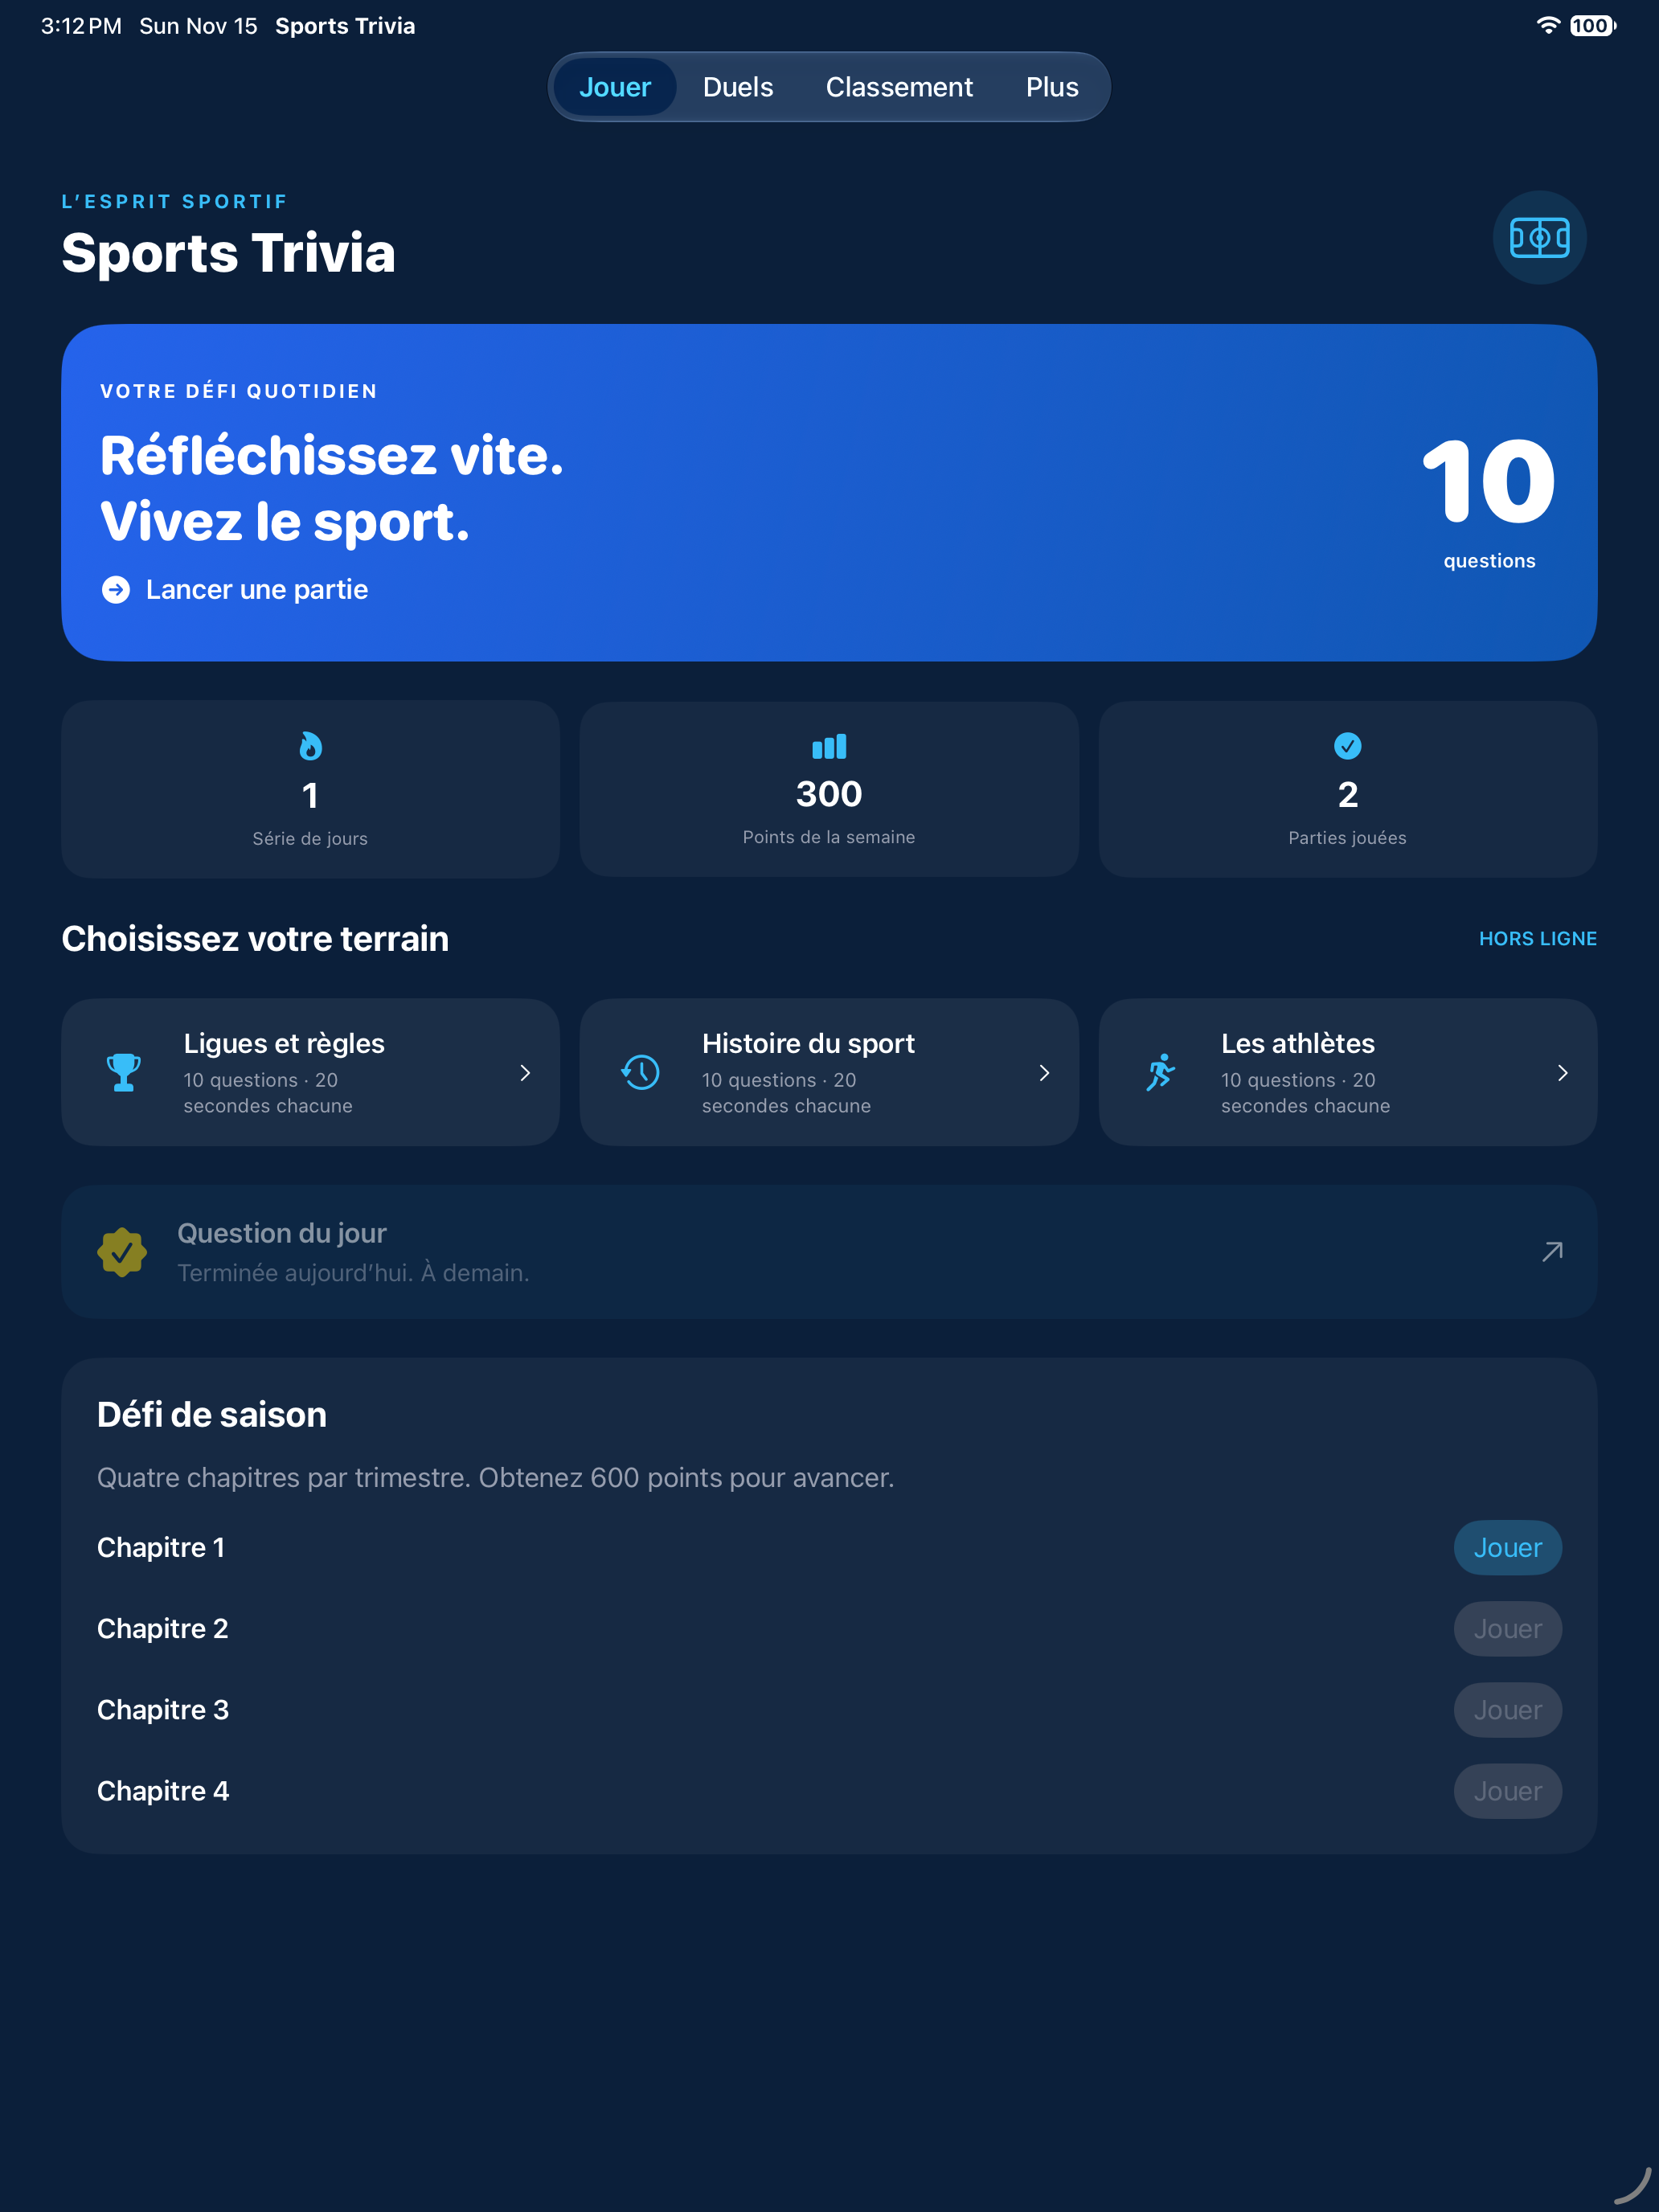 3:12 PM Sun Nov 15 Sports Trivia
100
Jouer Duels Classement Plus
L'ESPRIT SPORTIF
Sports Trivia
VOTRE DÉFI QUOTIDIEN
Réfléchissez vite.
Vivez le sport.
Lancer une partie
10
questions
1
Série de jours
300
Points de la semaine
2
Parties jouées
Choisissez votre terrain
HORS LIGNE
Ligues et règles
10 questions · 20
secondes chacune
Histoire du sport
10 questions · 20
secondes chacune
Les athlètes
10 questions · 20
secondes chacune
Question du jour
Terminée aujourd’hui. À demain.
Défi de saison
Quatre chapitres par trimestre. Obtenez 600 points pour avancer.
Chapitre 1
Jouer
Chapitre 2
Jouer
Chapitre 3
Jouer
Chapitre 4
Jouer